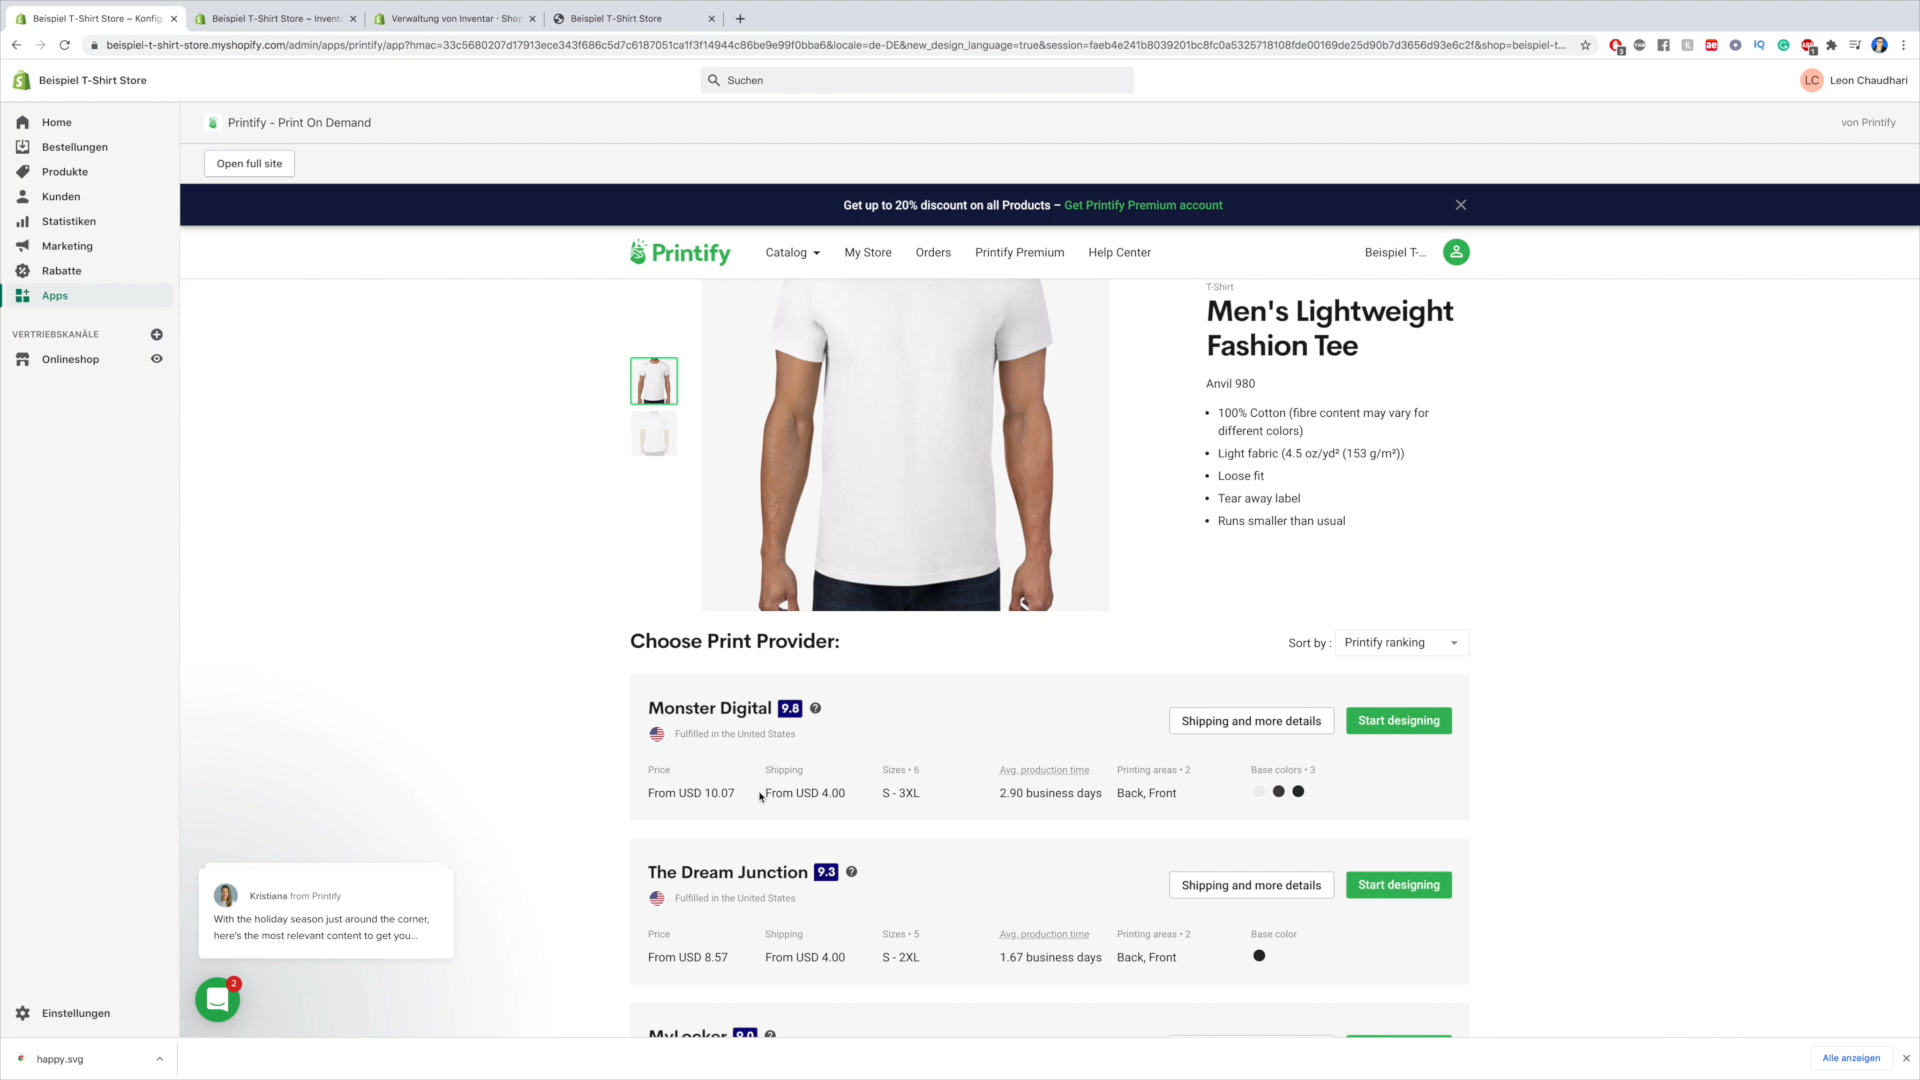 Beispiel T-Shirt Store ~ Konfig
Beispiel T-Shirt Store ~ Invent
Verwaltung von Inventar · Shop
Beispiel T-Shirt Store
beispiel-t-shirt-store.myshopify.com/admin/apps/printify/app?hmac=33c5680207d17913ece343f686c5d7c6187051ca1f3f14944c86be9e99f0bba6&locale=de-DE&new_design_language=true&session=faeb4e241b8039201bc8fc0a5325718108fde00169de25d90b7d3656d93e6c2f&shop=beispiel-t...
Beispiel T-Shirt Store
Suchen
LC Leon Chaudhari
Home
Bestellungen
Produkte
Kunden
Statistiken
Marketing
Rabatte
Apps
VERTRIEBSKANÄLE
Onlineshop
Einstellungen
Printify - Print On Demand
von Printify
Open full site
Get up to 20% discount on all Products – Get Printify Premium account
Printify
Catalog My Store Orders Printify Premium Help Center Beispiel T-...
T-Shirt
Men's Lightweight
Fashion Tee
Anvil 980
• 100% Cotton (fibre content may vary for
different colors)
• Light fabric (4.5 oz/yd² (153 g/m²))
• Loose fit
• Tear away label
• Runs smaller than usual
Choose Print Provider:
Sort by : Printify ranking
Monster Digital 9.8
Fulfilled in the United States
Shipping and more details
Start designing
Price Shipping Sizes • 6 Avg. production time Printing areas • 2 Base colors • 3
From USD 10.07 From USD 4.00 S - 3XL 2.90 business days Back, Front
The Dream Junction 9.3
Fulfilled in the United States
Shipping and more details
Start designing
Price Shipping Sizes • 5 Avg. production time Printing areas • 2 Base color
From USD 8.57 From USD 4.00 S - 2XL 1.67 business days Back, Front
MyLocker 9.0
Kristiana from Printify
With the holiday season just around the corner,
here's the most relevant content to get you...
2
happy.svg
Alle anzeigen